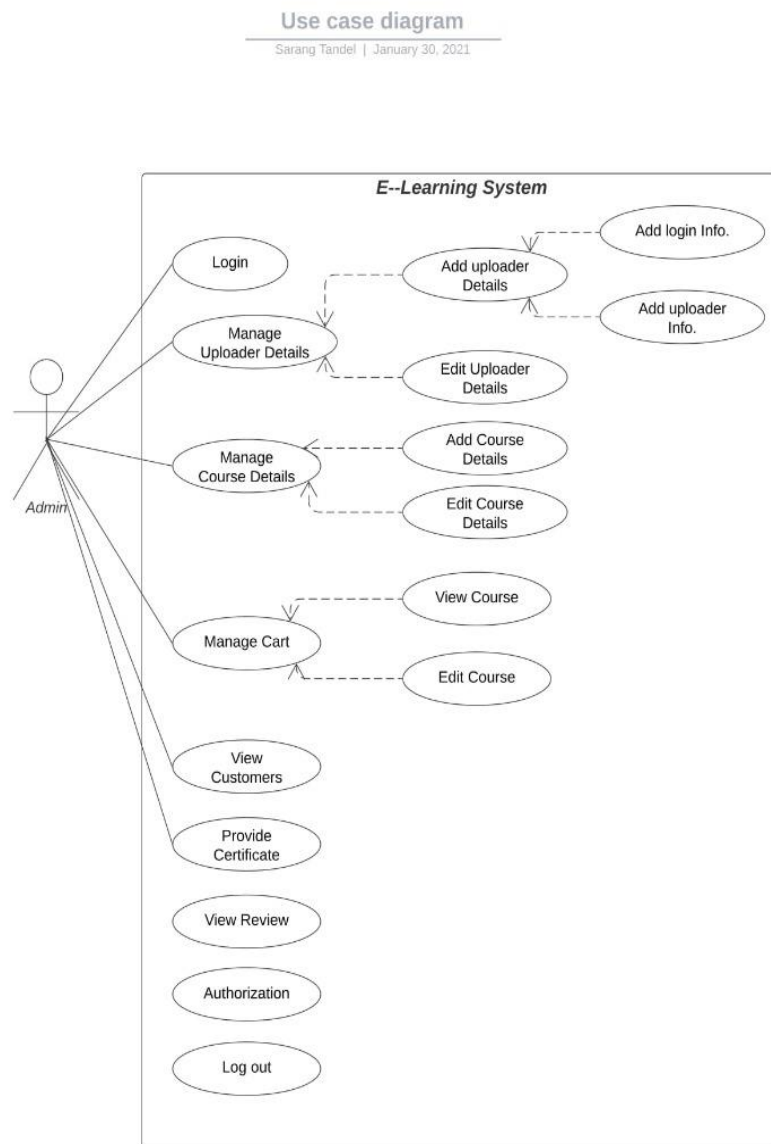 Use case diagram
Sarang Tandel | January 30, 2021
E--Learning System
Login
Add uploader
Details
Add login Info.
Add uploader
Info.
Manage
Uploader Details
Edit Uploader
Details
Manage
Course Details
Add Course
Details
Edit Course
Details
Admin
Manage Cart
View Course
Edit Course
View
Customers
Provide
Certificate
View Review
Authorization
Log out